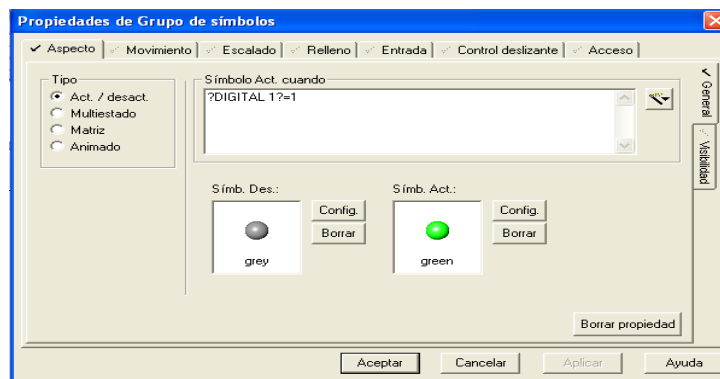 Propiedades de Grupo de símbolos
Aspecto Movimiento Escalado Relleno Entrada Control deslizante Acceso
Tipo
Act. / desact.
Multiestado
Matriz
Animado
Símbolo Act. cuando
?DIGITAL 1?=1
Símb. Des.:
grey
Config.
Borrar
Símb. Act.:
green
Config.
Borrar
General
Visibilidad
Borrar propiedad
Aceptar Cancelar Aplicar Ayuda